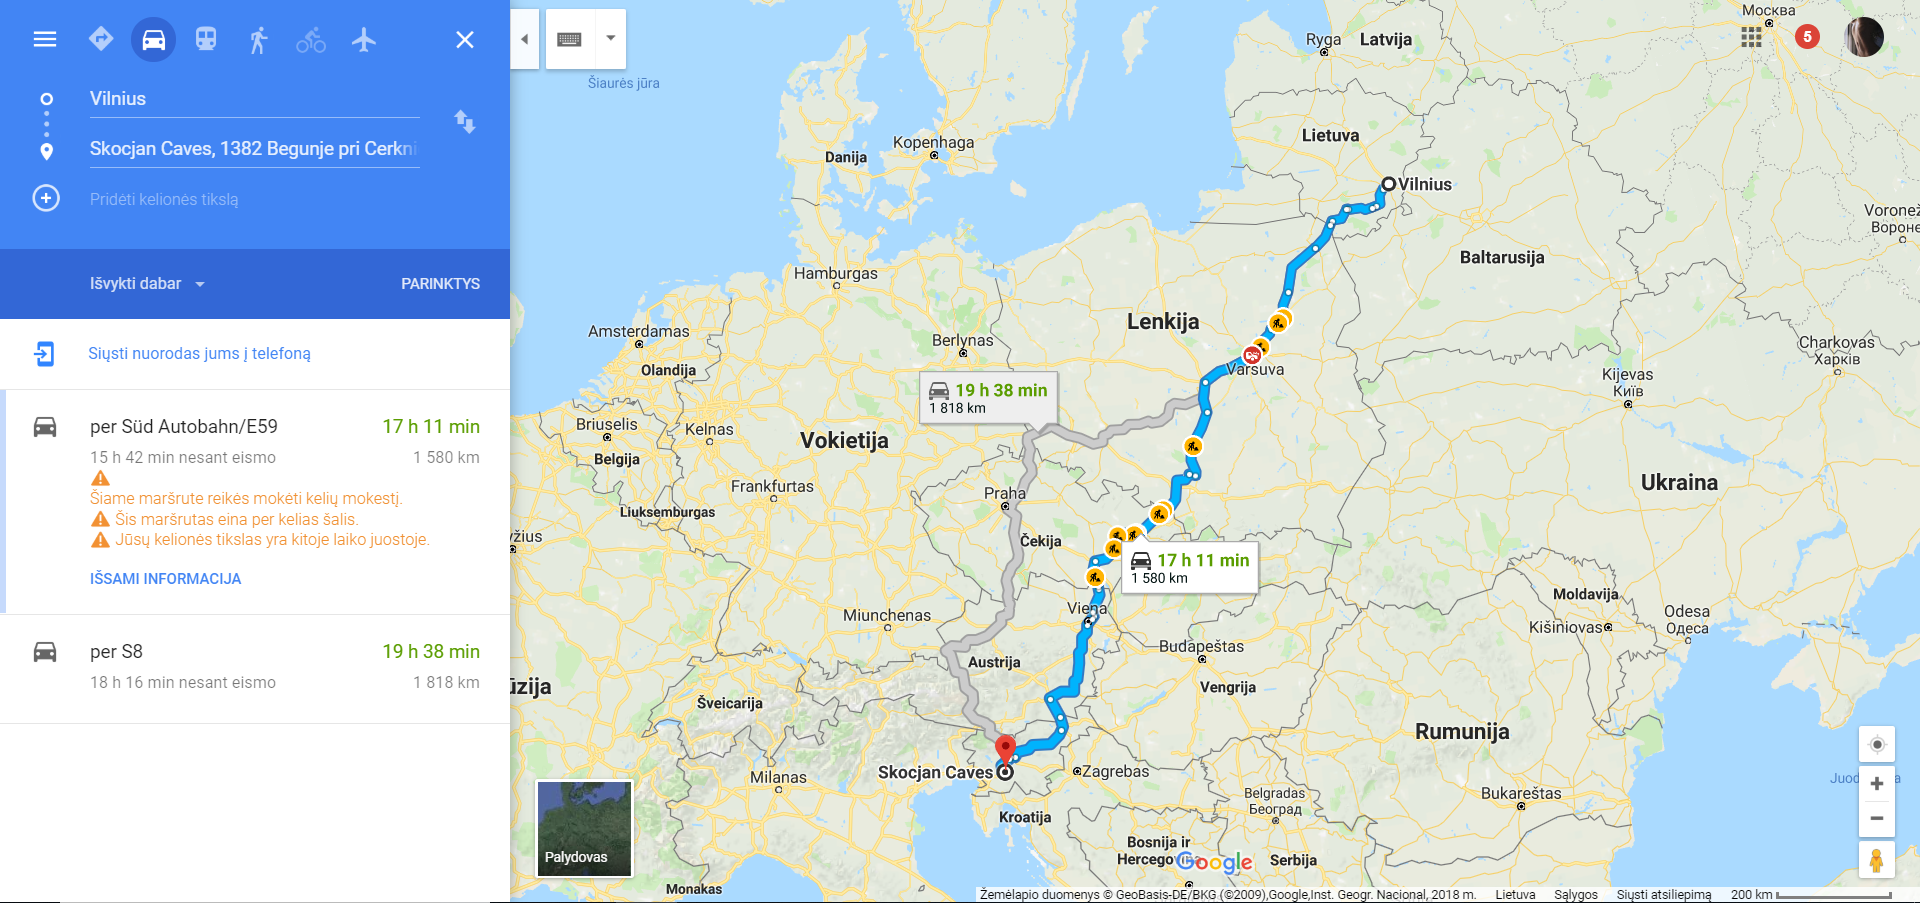 Vilnius
Skocjan Caves, 1382 Begunje pri Cerkni
Pridėti kelionės tikslą
Išvykti dabar
PARINKTYS
Siųsti nuorodas jums į telefoną
per Süd Autobahn/E59
17 h 11 min
15 h 42 min nesant eismo
1 580 km
Šiame maršrute reikės mokėti kelių mokestį.
Šis maršrutas eina per kelias šalis.
Jūsų kelionės tikslas yra kitoje laiko juostoje.
IŠSAMI INFORMACIJA
per S8
19 h 38 min
18 h 16 min nesant eismo
1 818 km
Москва
5
Ryga
Latvija
Šiaurės jūra
Lietuva
Kopenhaga
Danija
Vilnius
Voronež
Вороне
Baltarusija
Hamburgas
Amsterdamas
Lenkija
Berlynas
Olandija
Varšuva
Charkovas
Харків
Kijevas
Київ
19 h 38 min
1 818 km
Briuselis
Kelnas
Vokietija
Belgija
Ukraina
Frankfurtas
Praha
Liuksemburgas
yžius
Čekija
17 h 11 min
1 580 km
Moldavija
Viena
Miunchenas
Odesa
Одеса
Kišiniovas
Budapeštas
Austrija
ūzija
Vengrija
Šveicarija
Rumunija
Skocjan Caves
Zagrebas
Milanas
Juod
a
Belgradas
Београд
Bukareštas
Kroatija
Bosnija ir
Hercegov
Google
Serbija
Palydovas
Monakas
Žemėlapio duomenys © GeoBasis-DE/BKG (©2009),Google,Inst. Geogr. Nacional, 2018 m.
Lietuva
Sąlygos
Siųsti atsiliepimą
200 km